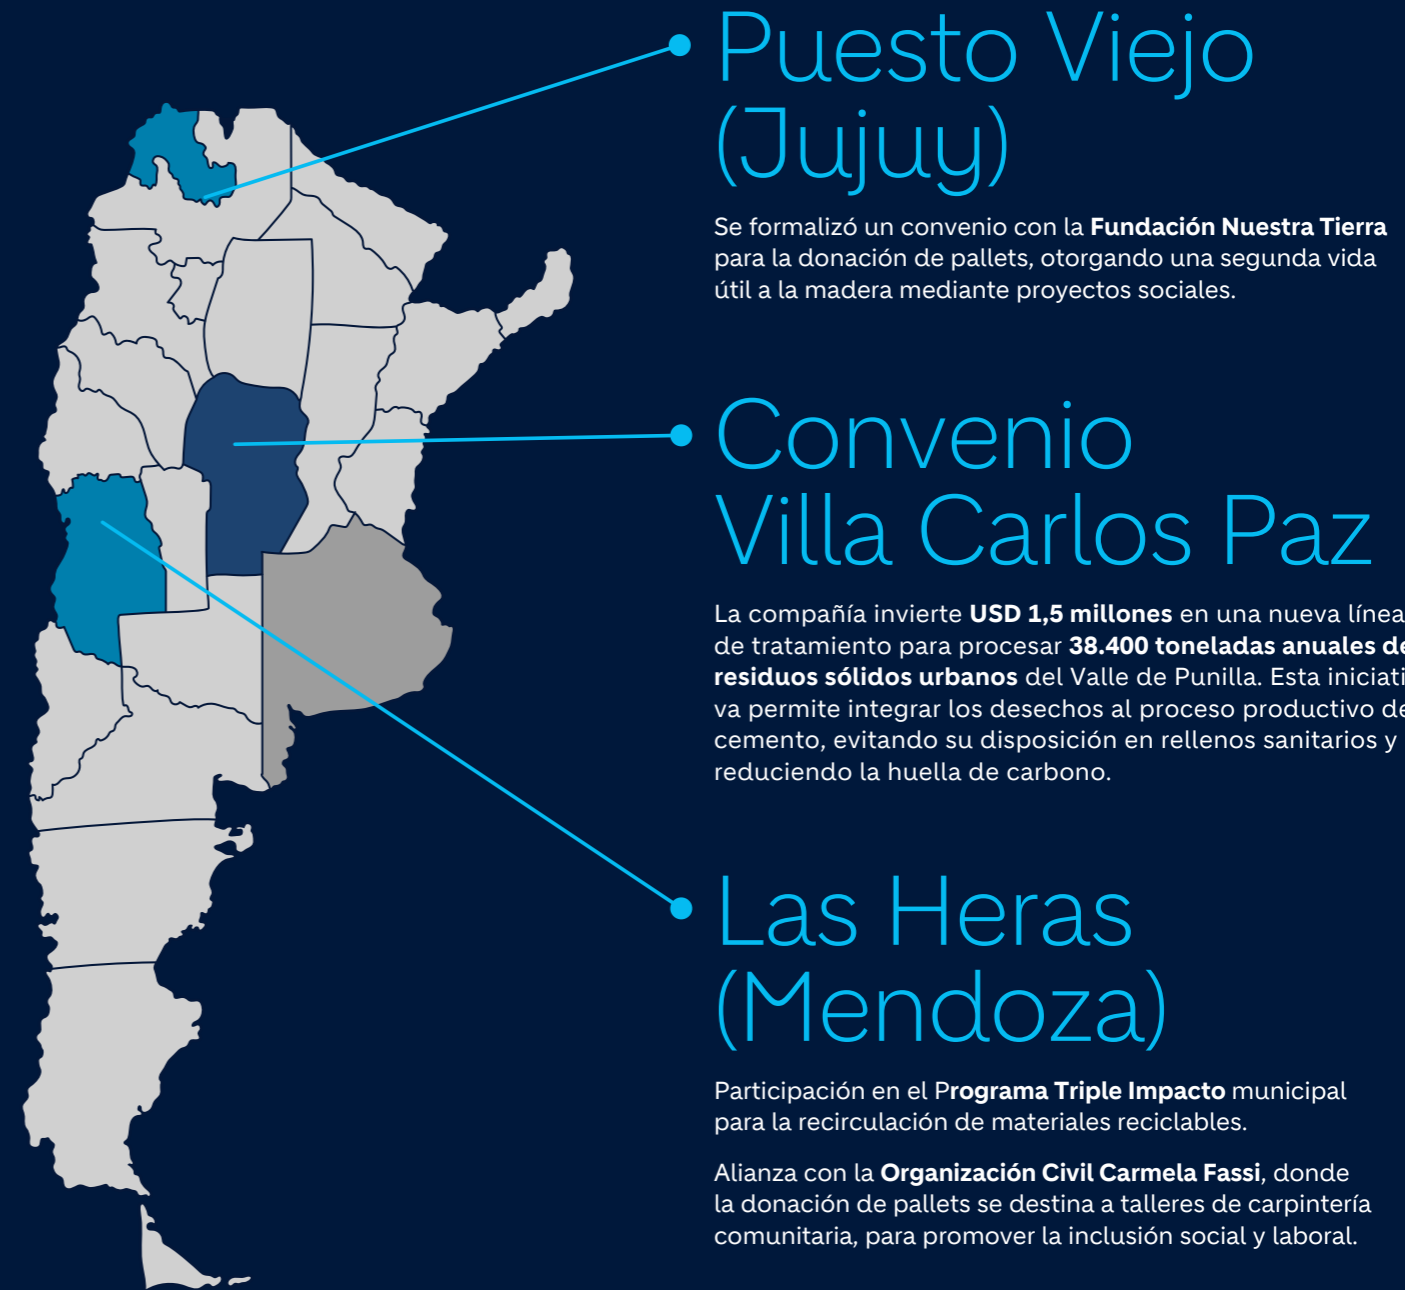 Puesto Viejo
(Jujuy)
Se formalizó un convenio con la Fundación Nuestra Tierra
para la donación de pallets, otorgando una segunda vida
útil a la madera mediante proyectos sociales.
Convenio
Villa Carlos Paz
La compañía invierte USD 1,5 millones en una nueva línea
de tratamiento para procesar 38.400 toneladas anuales de
residuos sólidos urbanos del Valle de Punilla. Esta iniciati
va permite integrar los desechos al proceso productivo de
cemento, evitando su disposición en rellenos sanitarios y
reduciendo la huella de carbono.
Las Heras
(Mendoza)
Participación en el Programa Triple Impacto municipal
para la recirculación de materiales reciclables.
Alianza con la Organización Civil Carmela Fassi, donde
la donación de pallets se destina a talleres de carpintería
comunitaria, para promover la inclusión social y laboral.